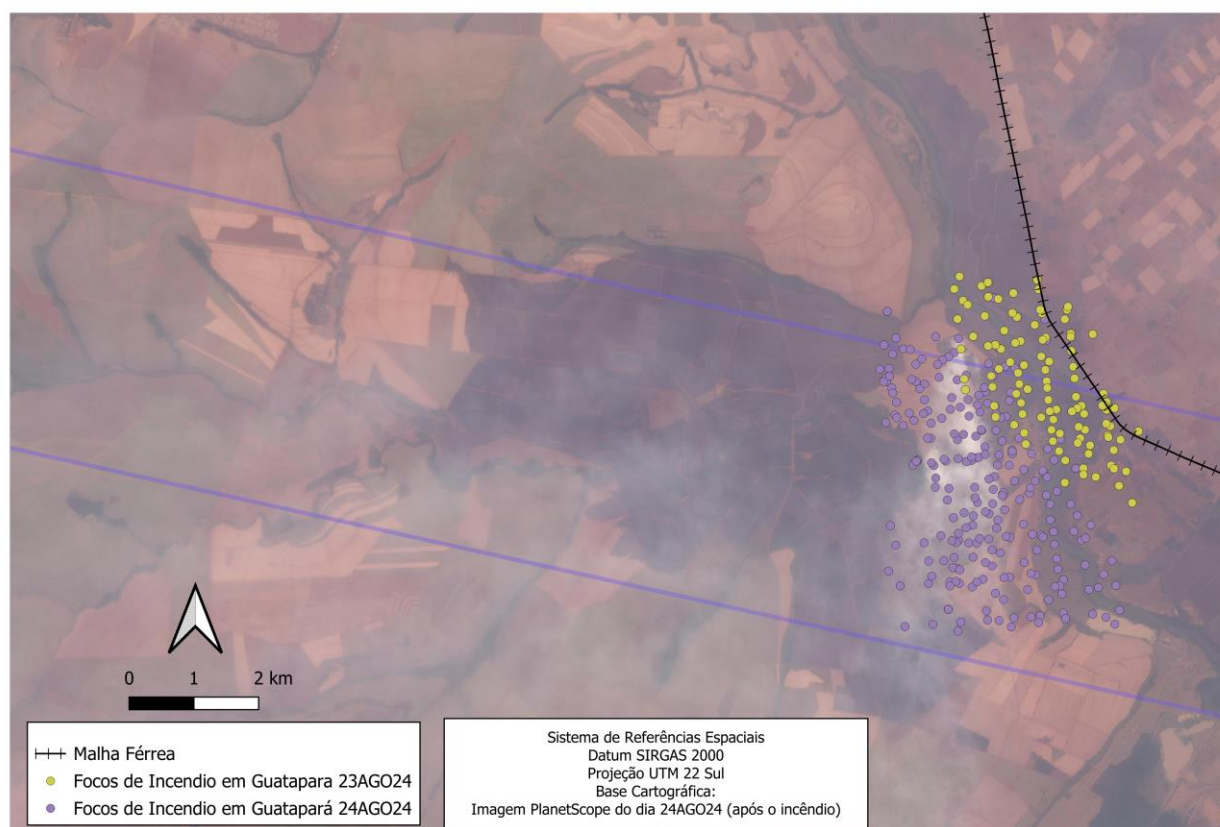 0 1 2 km
Malha Férrea
Focos de Incendio em Guatapara 23AGO24
Focos de Incendio em Guatapará 24AGO24
Sistema de Referências Espaciais
Datum SIRGAS 2000
Projeção UTM 22 Sul
Base Cartográfica:
Imagem PlanetScope do dia 24AGO24 (após o incêndio)